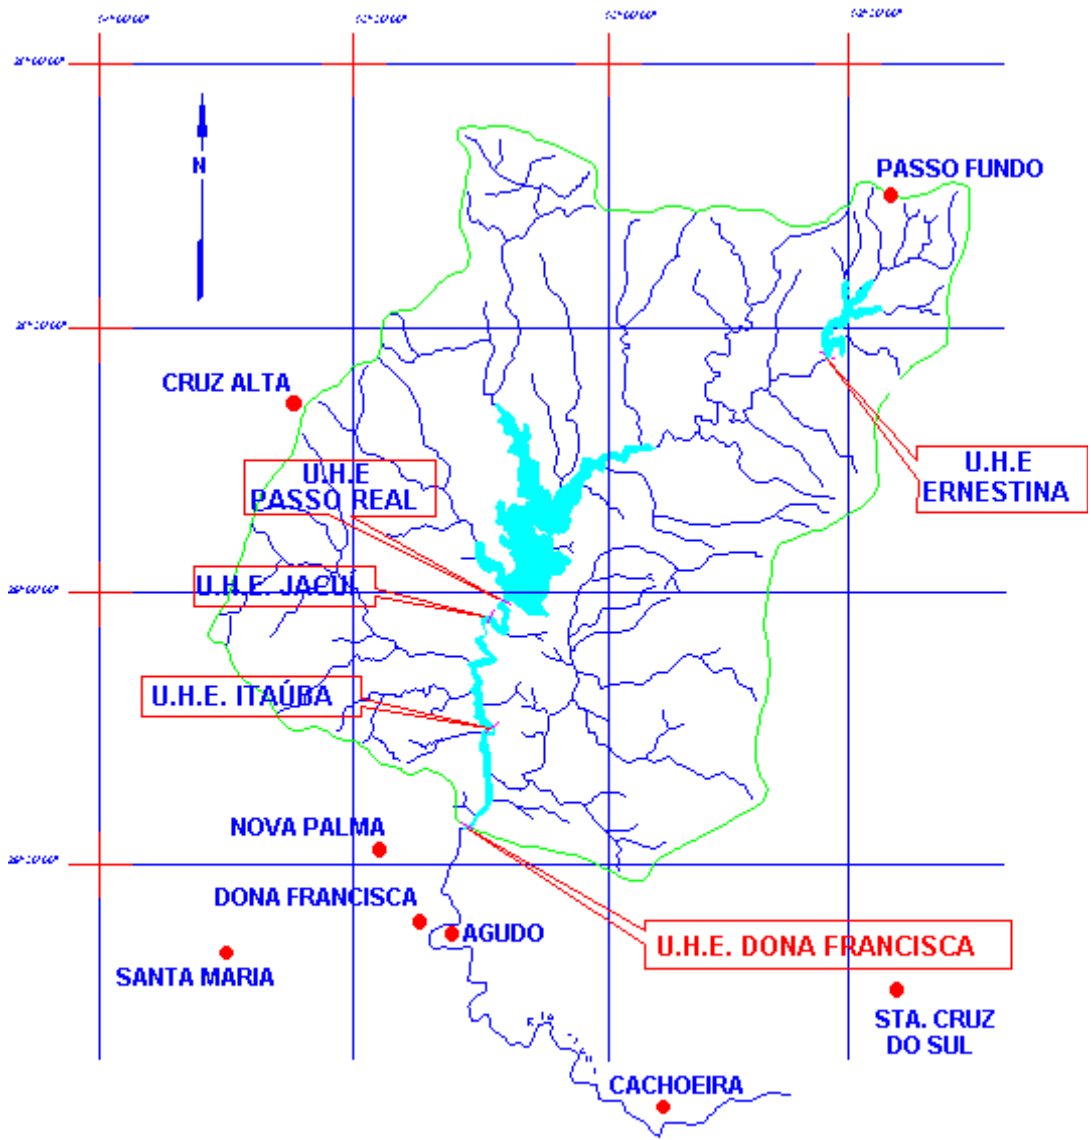 N
PASSO FUNDO
CRUZ ALTA
U.H.E
PASSO REAL
U.H.E
ERNESTINA
U.H.E. JACUÍ
U.H.E. ITAÚBA
NOVA PALMA
DONA FRANCISCA
AGUDO
U.H.E. DONA FRANCISCA
SANTA MARIA
STA. CRUZ
DO SUL
CACHOEIRA